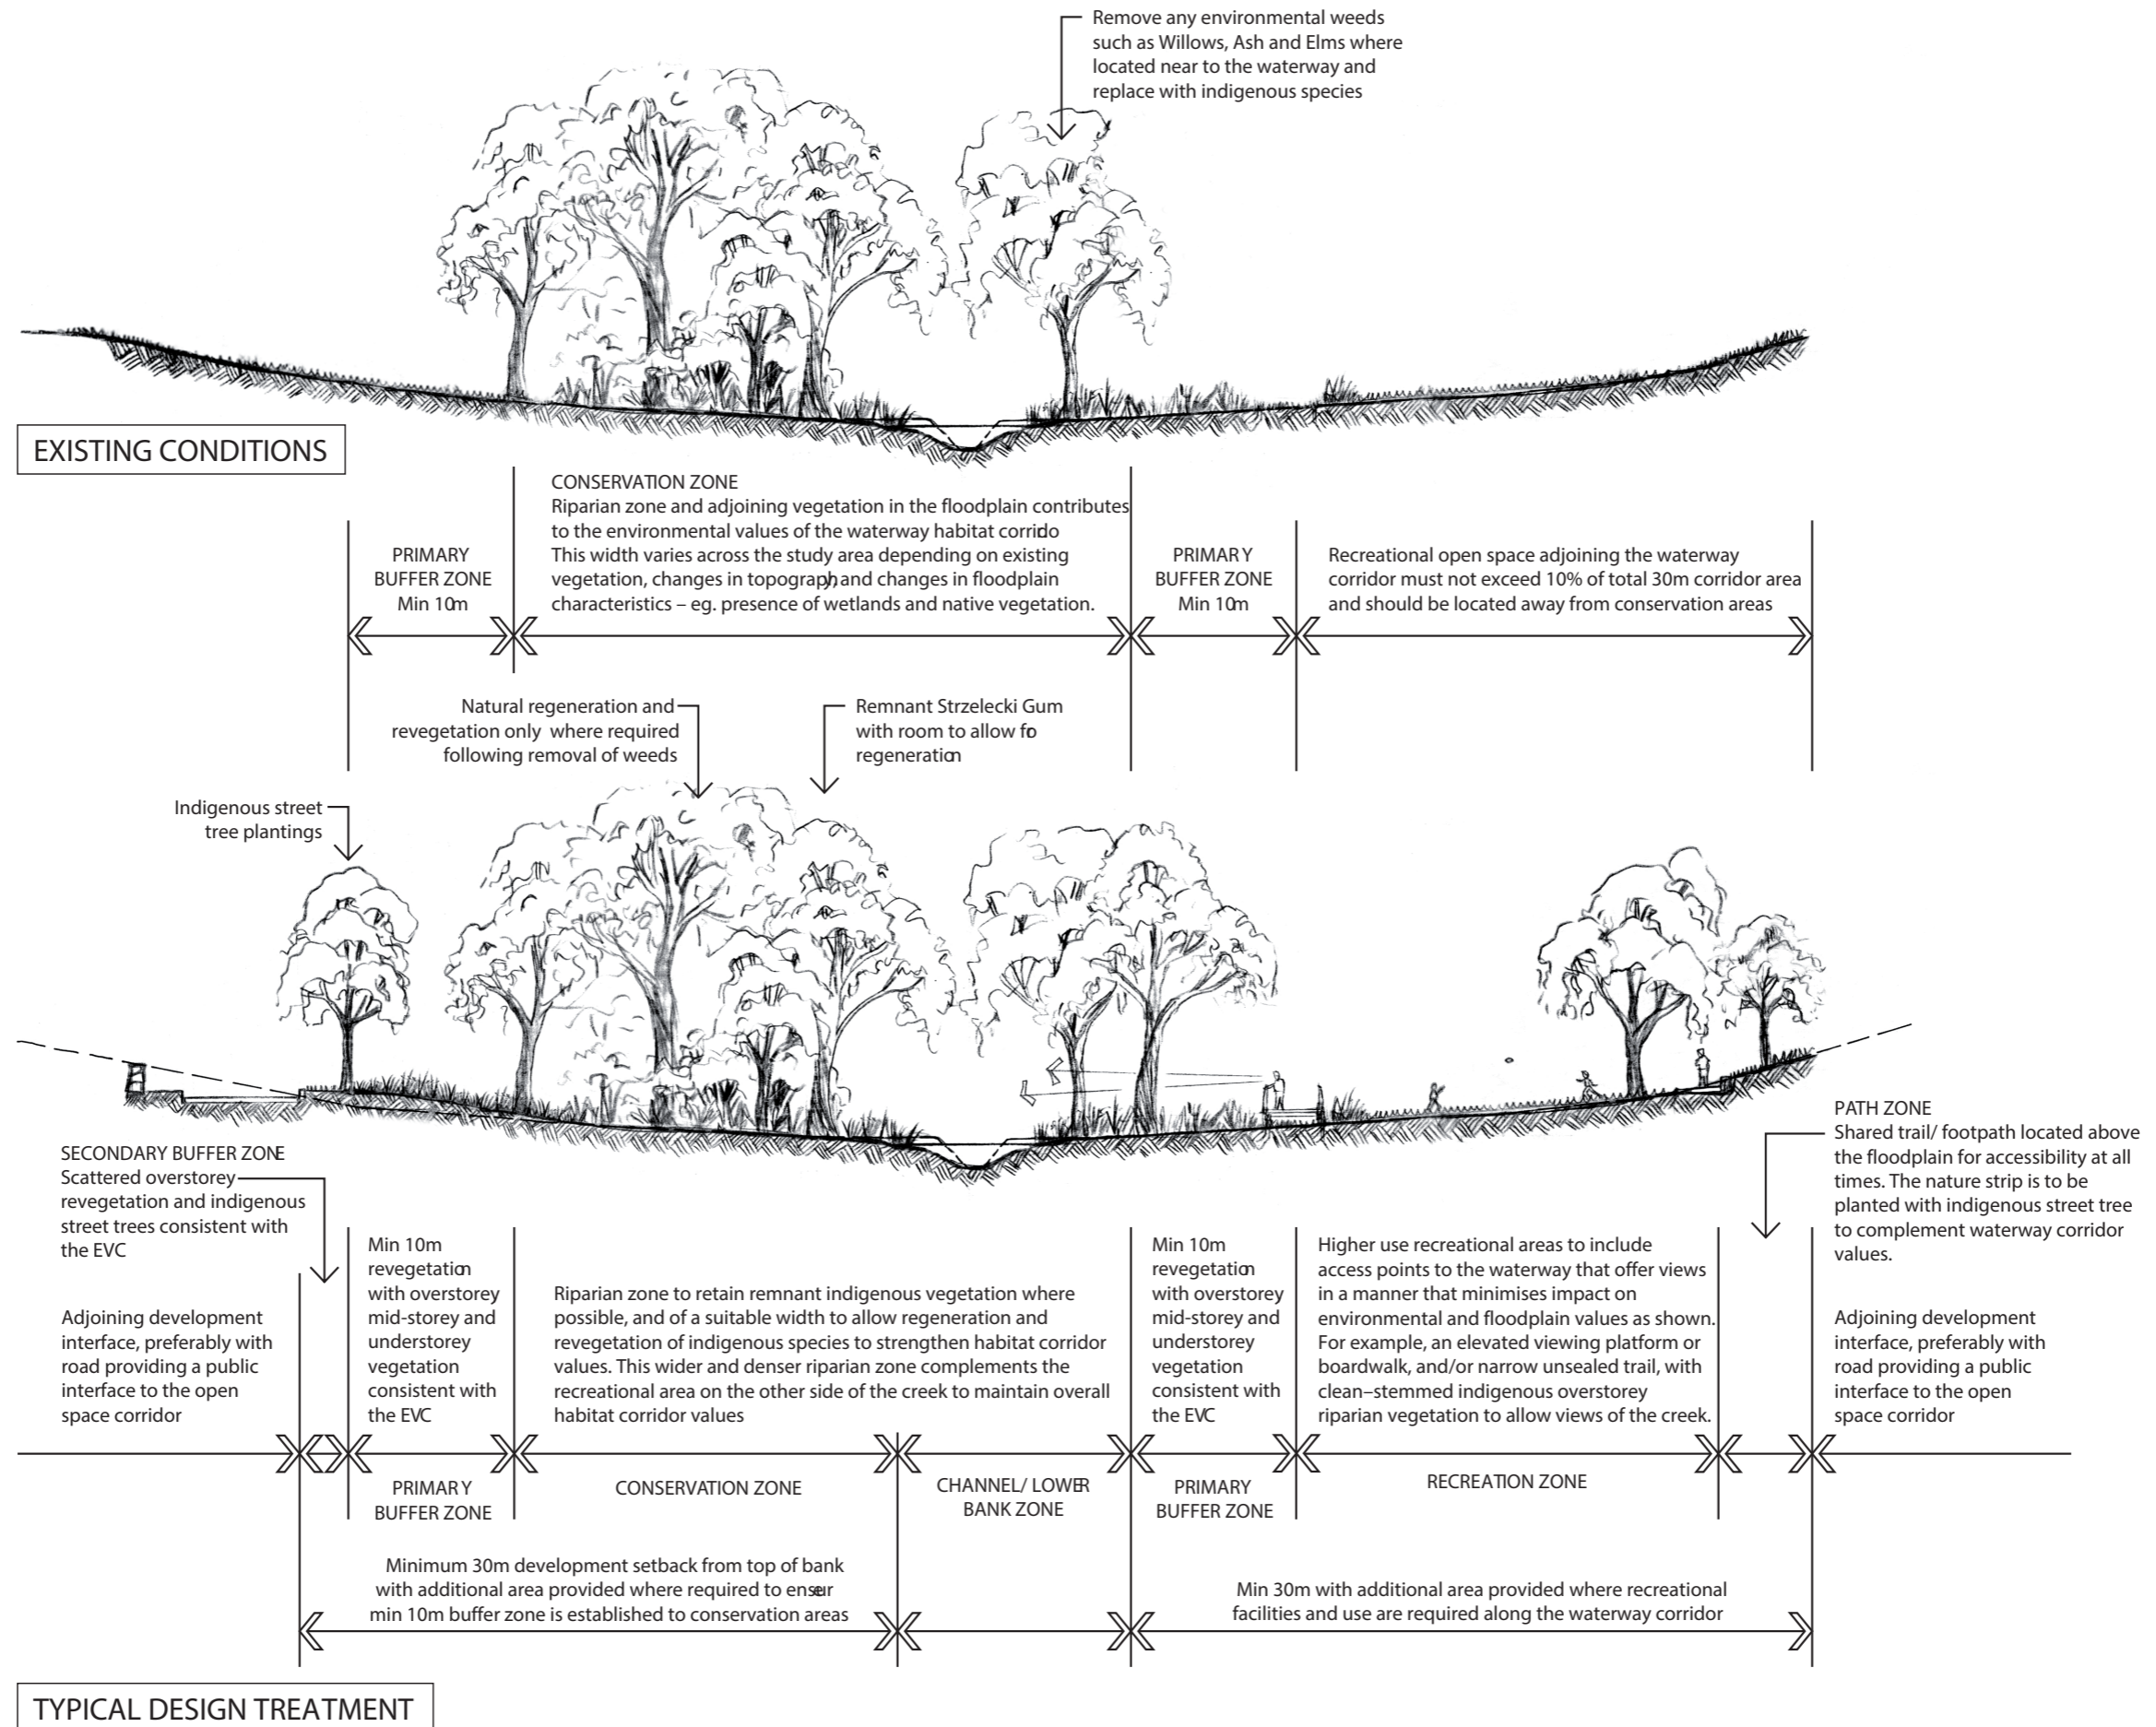 Remove any environmental weeds
such as Willows, Ash and Elms where
located near to the waterway and
replace with indigenous species
EXISTING CONDITIONS
PRIMARY
BUFFER ZONE
Min 10m
CONSERVATION ZONE
Riparian zone and adjoining vegetation in the floodplain contributes
to the environmental values of the waterway habitat corrido
This width varies across the study area depending on existing
vegetation, changes in topography, and changes in floodplain
characteristics – eg. presence of wetlands and native vegetation.
PRIMARY
BUFFER ZONE
Min 10m
Recreational open space adjoining the waterway
corridor must not exceed 10% of total 30m corridor area
and should be located away from conservation areas
Natural regeneration and
revegetation only where required
following removal of weeds
Remnant Strzelecki Gum
with room to allow fo
regeneration
Indigenous street
tree plantings
SECONDARY BUFFER ZONE
Scattered overstorey
revegetation and indigenous
street trees consistent with
the EVC
PATH ZONE
Shared trail/ footpath located above
the floodplain for accessibility at all
times. The nature strip is to be
planted with indigenous street tree
to complement waterway corridor
values.
Adjoining development
interface, preferably with
road providing a public
interface to the open
space corridor
Min 10m
revegetation
with overstorey
mid-storey and
understorey
vegetation
consistent with
the EVC
Riparian zone to retain remnant indigenous vegetation where
possible, and of a suitable width to allow regeneration and
revegetation of indigenous species to strengthen habitat corridor
values. This wider and denser riparian zone complements the
recreational area on the other side of the creek to maintain overall
habitat corridor values
Min 10m
revegetation
with overstorey
mid-storey and
understorey
vegetation
consistent with
the EVC
Higher use recreational areas to include
access points to the waterway that offer views
in a manner that minimises impact on
environmental and floodplain values as shown.
For example, an elevated viewing platform or
boardwalk, and/or narrow unsealed trail, with
clean–stemmed indigenous overstorey
riparian vegetation to allow views of the creek.
Adjoining development
interface, preferably with
road providing a public
interface to the open
space corridor
PRIMARY
BUFFER ZONE
CONSERVATION ZONE
CHANNEL/ LOWER
BANK ZONE
PRIMARY
BUFFER ZONE
RECREATION ZONE
Minimum 30m development setback from top of bank
with additional area provided where required to ensure
min 10m buffer zone is established to conservation areas
Min 30m with additional area provided where recreational
facilities and use are required along the waterway corridor
TYPICAL DESIGN TREATMENT